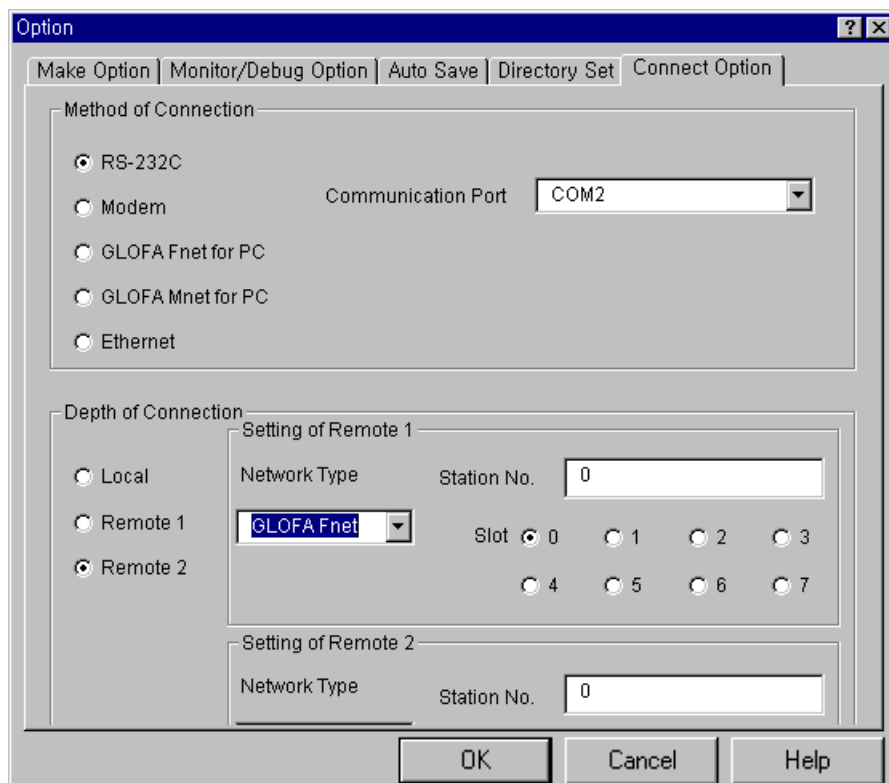 Option
Make Option Monitor/Debug Option Auto Save Directory Set Connect Option
Method of Connection
RS-232C
Communication Port COM2
Modem
GLOFA Fnet for PC
GLOFA Mnet for PC
Ethernet
Depth of Connection
Local
Remote 1
Remote 2
Setting of Remote 1
Network Type
GLOFA Fnet
Station No. 0
Slot 0 1 2 3
4 5 6 7
Setting of Remote 2
Network Type
Station No. 0
OK Cancel Help